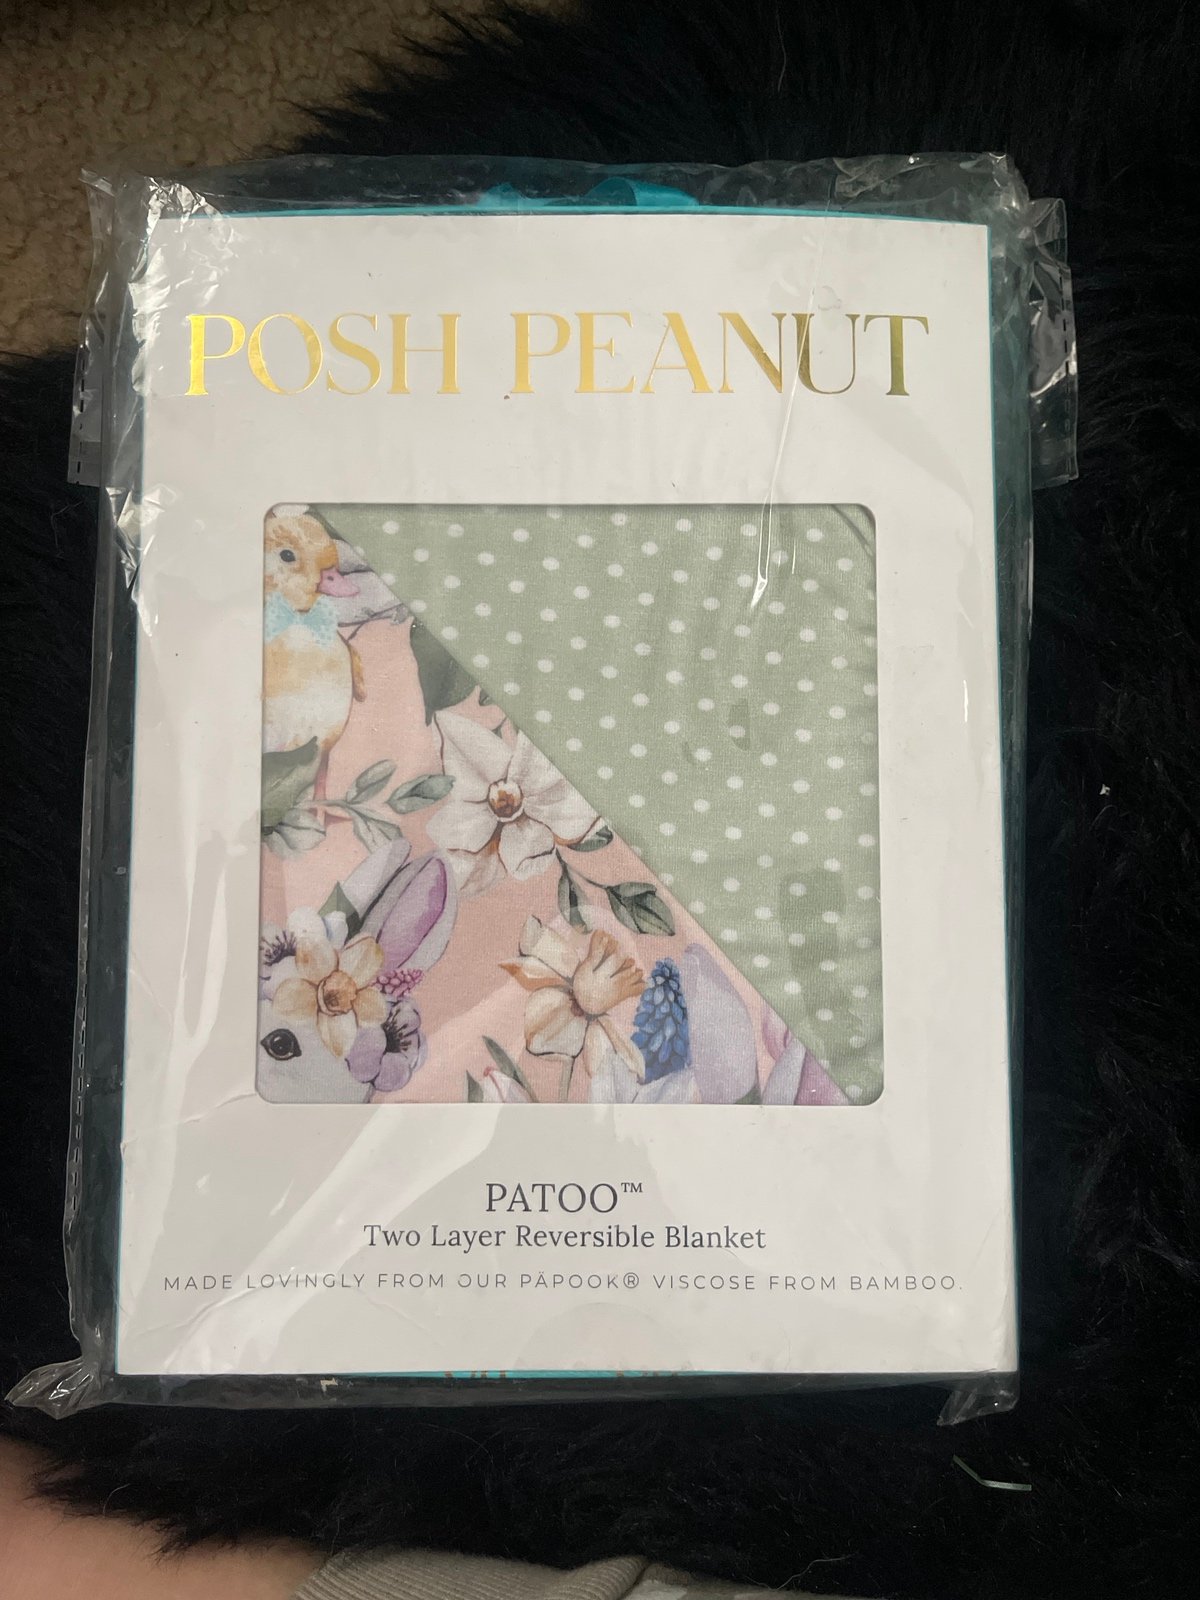 POSH PEANUT
PATOO™
Two Layer Reversible Blanket
MADE LOVINGLY FROM OUR PÄPOOK® VISCOSE FROM BAMBOO.